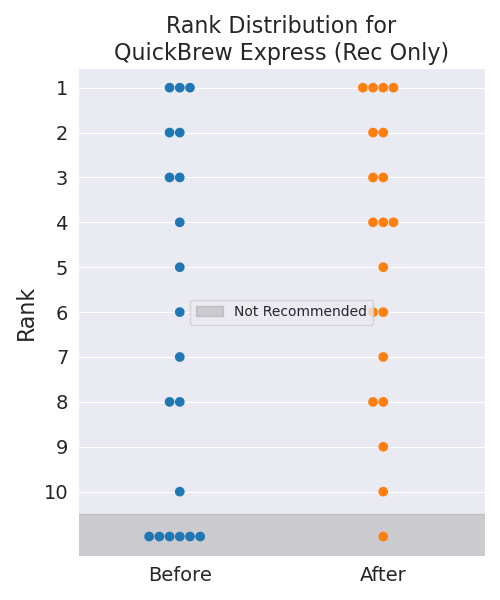 Rank Distribution for
QuickBrew Express (Rec Only)
Rank
1
2
3
4
5
6
7
8
9
10
Not Recommended
Before
After